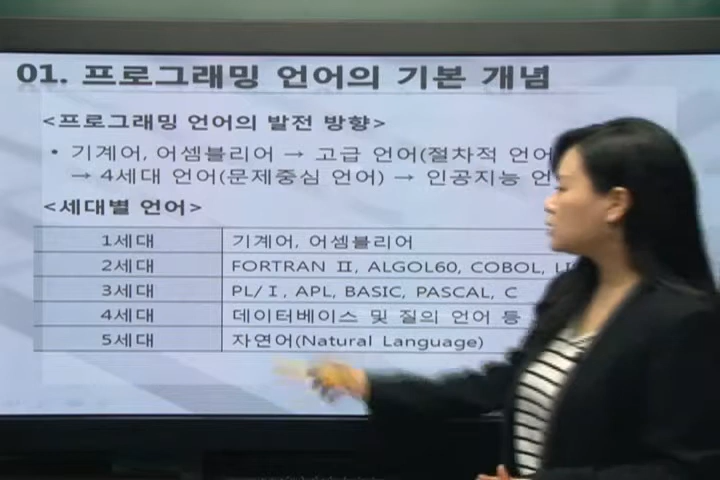 01. 프로그래밍 언어의 기본 개념
<프로그래밍 언어의 발전 방향>
• 기계어, 어셈블리어 → 고급 언어(절차적 언어
→ 4세대 언어(문제중심 언어) → 인공지능 언
<세대별 언어>
1세대 기계어, 어셈블리어
2세대 FORTRAN Ⅱ, ALGOL60, COBOL,
3세대 PL/Ⅰ, APL, BASIC, PASCAL, C
4세대 데이터베이스 및 질의 언어 등
5세대 자연어(Natural Language)